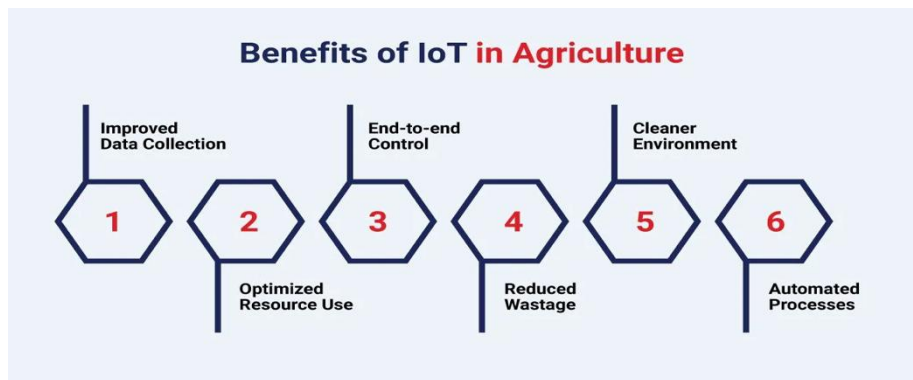 Benefits of IoT in Agriculture
Improved
Data Collection
End-to-end
Control
Cleaner
Environment
1
2
3
4
5
6
Optimized
Resource Use
Reduced
Wastage
Automated
Processes